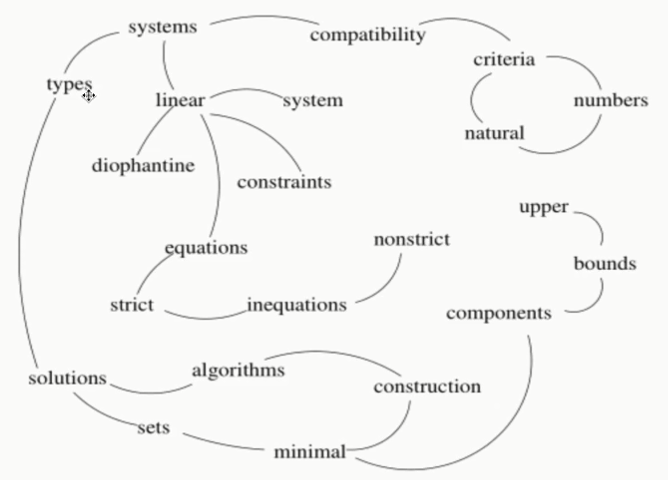 systems
compatibility
criteria
types
linear
system
numbers
natural
diophantine
constraints
upper
equations
nonstrict
bounds
strict
inequations
components
solutions
algorithms
construction
sets
minimal